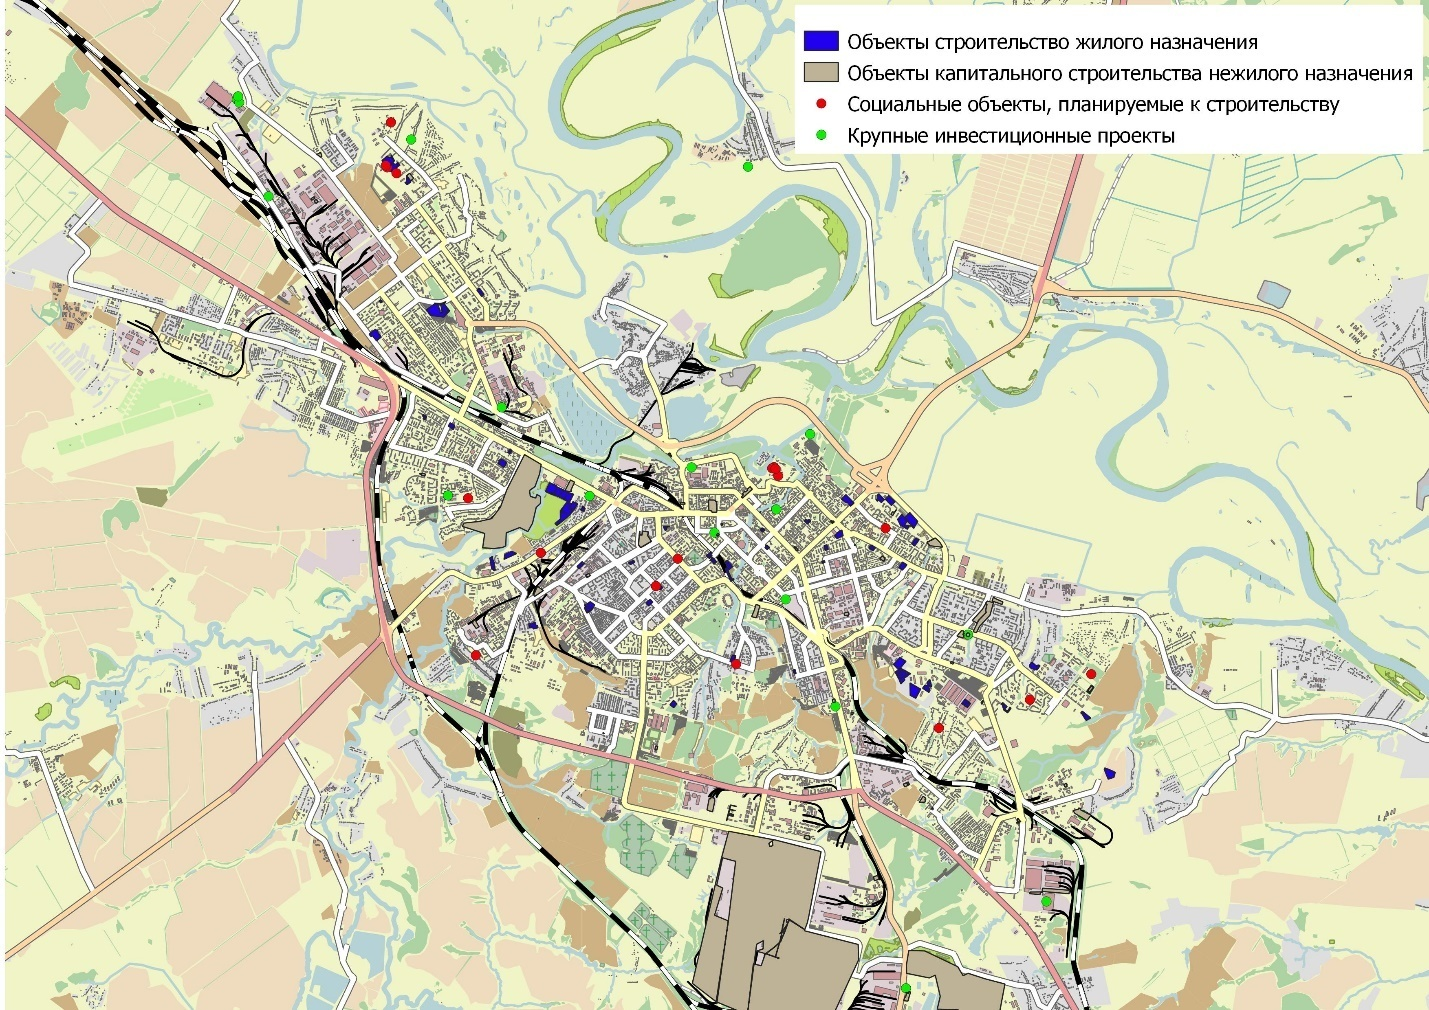 Объекты строительство жилого назначения
Объекты капитального строительства нежилого назначения
Социальные объекты, планируемые к строительству
Крупные инвестиционные проекты